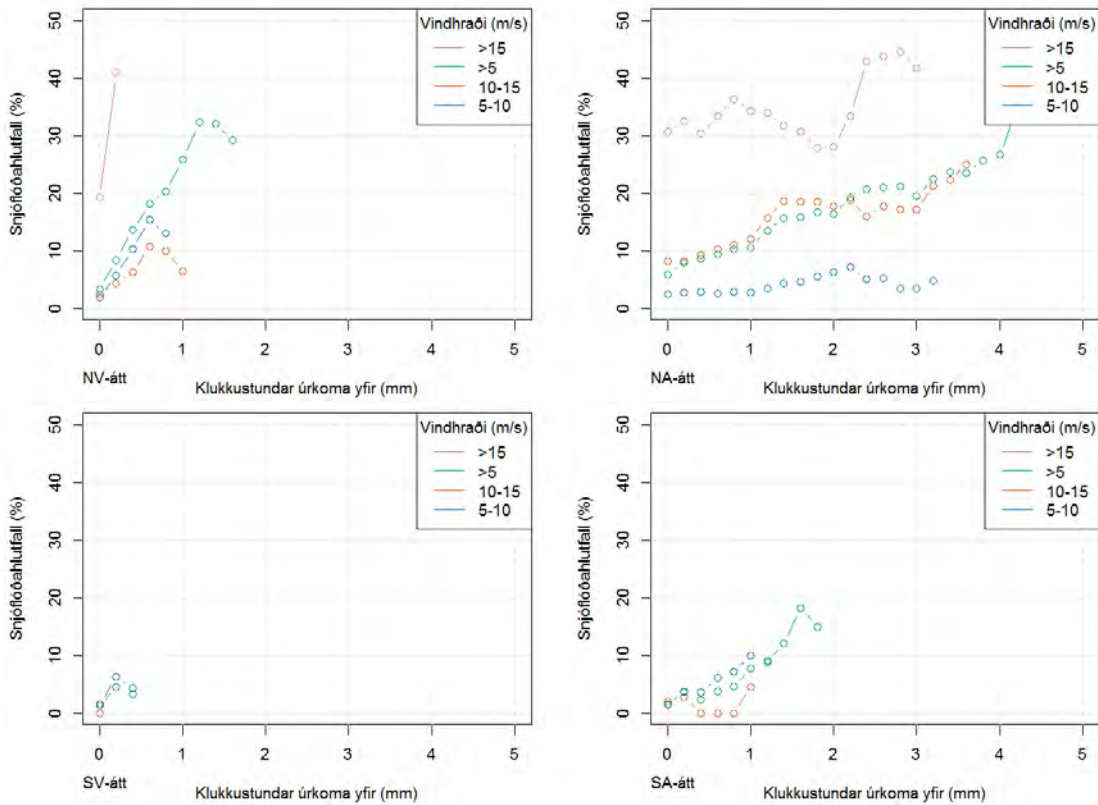 Snjóflóðahlutfall (%)
50
40
30
20
10
0
Vindhraði (m/s)
>15
>5
10-15
5-10
0 1 2 3 4 5
NV-átt
Klukkustundar úrkoma yfir (mm)
Snjóflóðahlutfall (%)
50
40
30
20
10
0
Vindhraði (m/s)
>15
>5
10-15
5-10
0 1 2 3 4 5
NA-átt
Klukkustundar úrkoma yfir (mm)
Snjóflóðahlutfall (%)
50
40
30
20
10
0
Vindhraði (m/s)
>15
>5
10-15
5-10
0 1 2 3 4 5
SV-átt
Klukkustundar úrkoma yfir (mm)
Snjóflóðahlutfall (%)
50
40
30
20
10
0
Vindhraði (m/s)
>15
>5
10-15
5-10
0 1 2 3 4 5
SA-átt
Klukkustundar úrkoma yfir (mm)